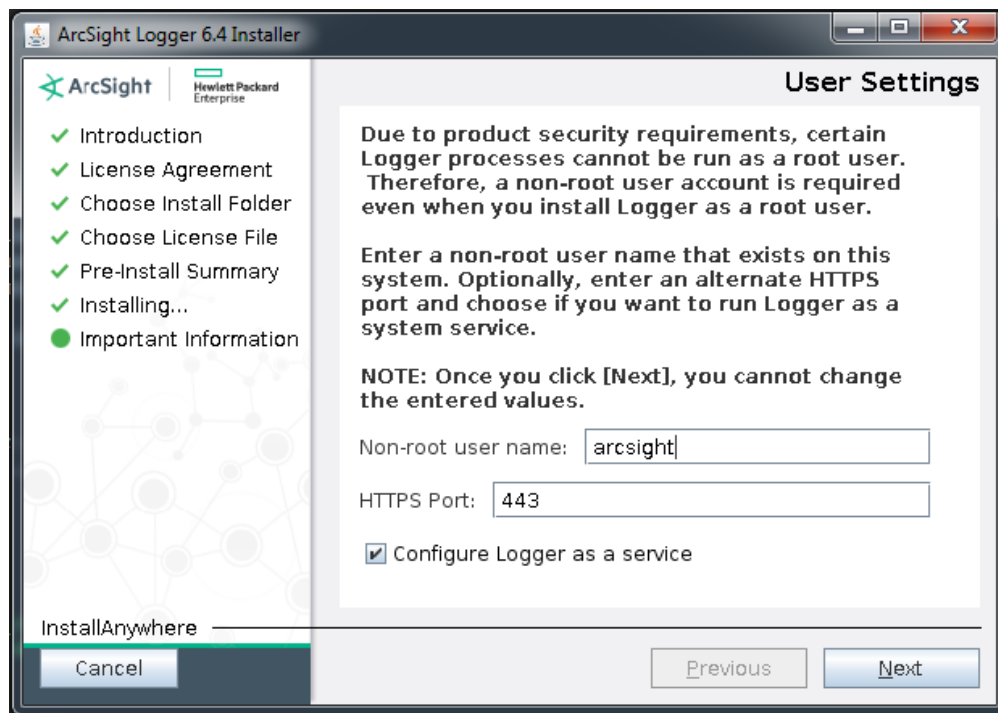 ArcSight Logger 6.4 Installer
ArcSight
Hewlett Packard
Enterprise
Introduction
License Agreement
Choose Install Folder
Choose License File
Pre-Install Summary
Installing...
Important Information
User Settings
Due to product security requirements, certain
Logger processes cannot be run as a root user.
Therefore, a non-root user account is required
even when you install Logger as a root user.
Enter a non-root user name that exists on this
system. Optionally, enter an alternate HTTPS
port and choose if you want to run Logger as a
system service.
NOTE: Once you click [Next], you cannot change
the entered values.
Non-root user name: arcsight
HTTPS Port: 443
Configure Logger as a service
InstallAnywhere
Cancel
Previous
Next